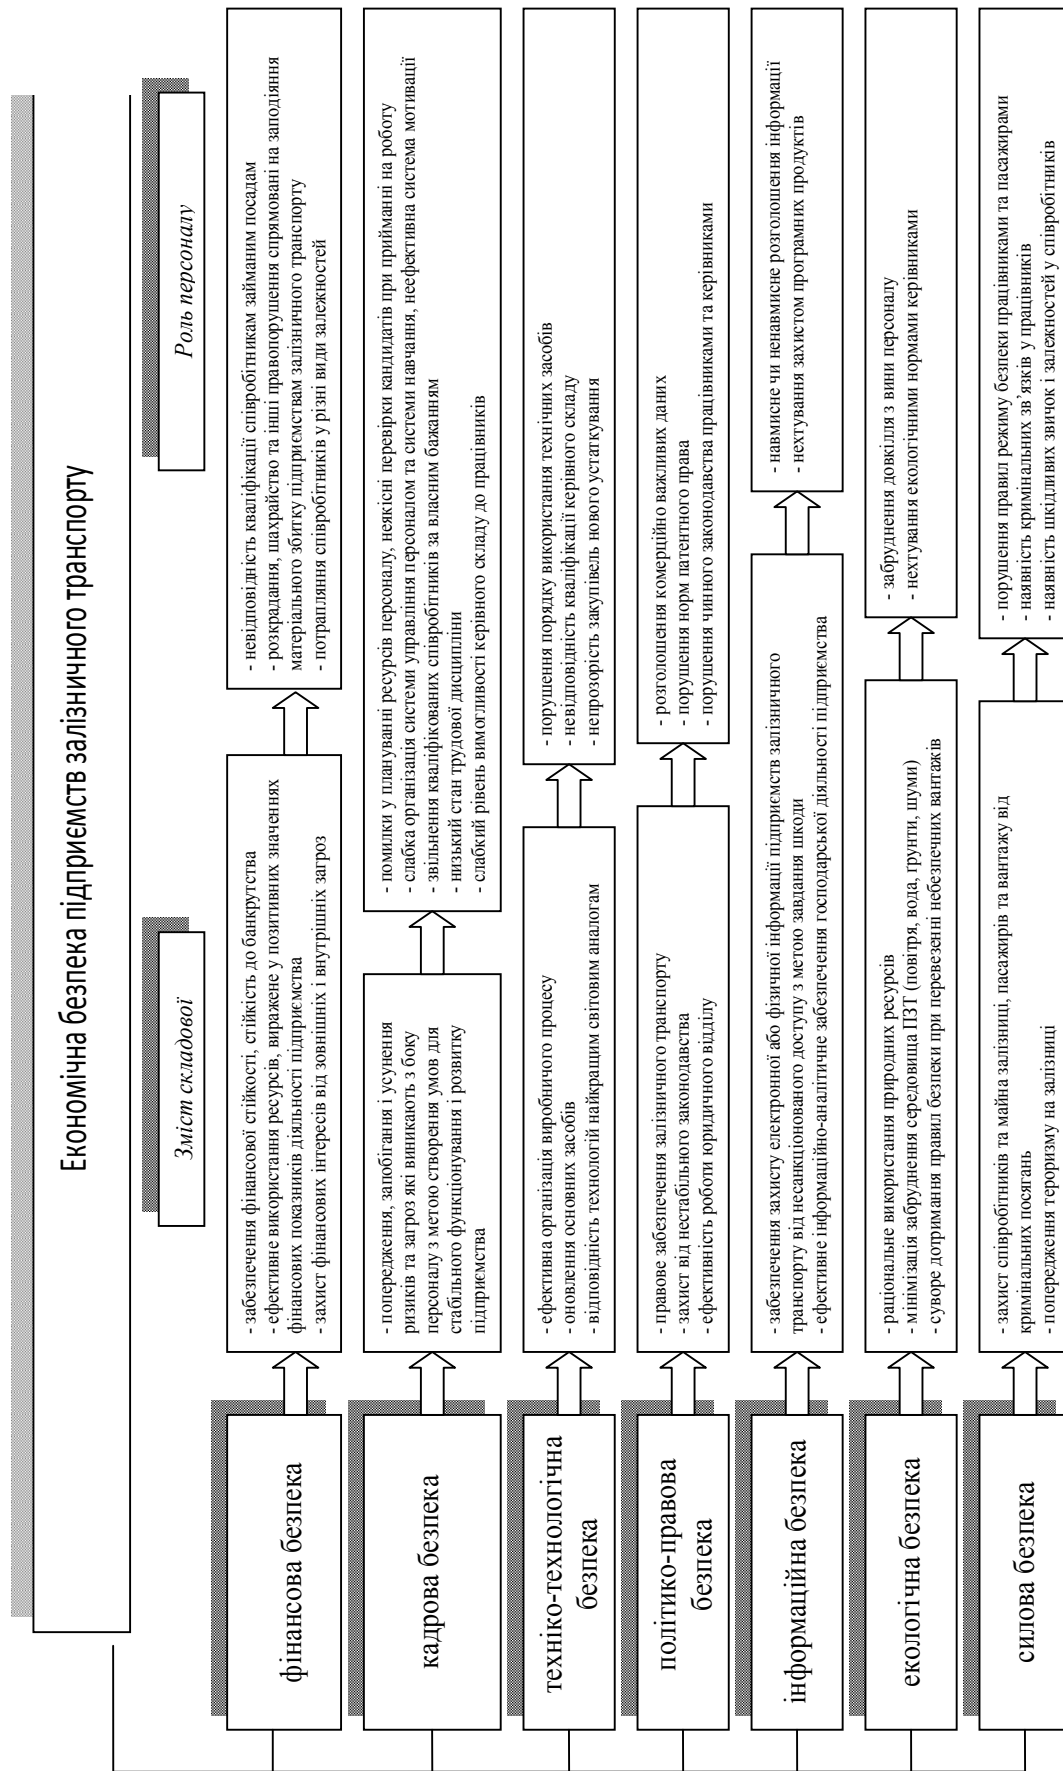 Економічна безпека підприємств залізничного транспорту
Зміст складової
Роль персоналу
фінансова безпека
- забезпечення фінансової стійкості, стійкість до банкрутства
- ефективне використання ресурсів, виражене у позитивних значеннях
фінансових показників діяльності підприємства
- захист фінансових інтересів від зовнішніх і внутрішніх загроз
- невідповідність кваліфікації співробітникам займаним посадам
- розкрадання, шахрайство та інші правопорушення спрямовані на заподіяння
матеріального збитку підприємствам залізничного транспорту
- потрапляння співробітників у різні види залежностей
кадрова безпека
- попередження, запобігання і усунення
ризиків та загроз які виникають з боку
персоналу з метою створення умов для
стабільного функціонування і розвитку
підприємства
- помилки у плануванні ресурсів персоналу, неякісні перевірки кандидатів при прийманні на роботу
- слабка організація системи управління персоналом та системи навчання, неефективна система мотивації
- звільнення кваліфікованих співробітників за власним бажанням
- низький стан трудової дисципліни
- слабкий рівень вимогливості керівного складу до працівників
техніко-технологічна
безпека
- ефективна організація виробничого процесу
- оновлення основних засобів
- відповідність технологій найкращим світовим аналогам
- порушення порядку використання технічних засобів
- невідповідність кваліфікації керівного складу
- непрозорість закупівель нового устаткування
політико-правова
безпека
- правове забезпечення залізничного транспорту
- захист від нестабільного законодавства
- ефективність роботи юридичного відділу
- розголошення комерційно важливих даних
- порушення норм патентного права
- порушення чинного законодавства працівниками та керівниками
інформаційна безпека
- забезпечення захисту електронної або фізичної інформації підприємств залізничного
транспорту від несанкціонованого доступу з метою завдання шкоди
- ефективне інформаційно-аналітичне забезпечення господарської діяльності підприємства
- навмисне чи ненавмисне розголошення інформації
- нехтування захистом програмних продуктів
екологічна безпека
- раціональне використання природних ресурсів
- мінімізація забруднення середовища ПЗТ (повітря, вода, ґрунти, шуми)
- суворе дотримання правил безпеки при перевезенні небезпечних вантажів
- забруднення довкілля з вини персоналу
- нехтування екологічними нормами керівниками
силова безпека
- захист співробітників та майна залізниці, пасажирів та вантажу від
кримінальних посягань
- попередження тероризму на залізниці
- порушення правил режиму безпеки працівниками та пасажирами
- наявність кримінальних зв'язків у працівників
- наявність шкідливих звичок і залежностей у співробітників